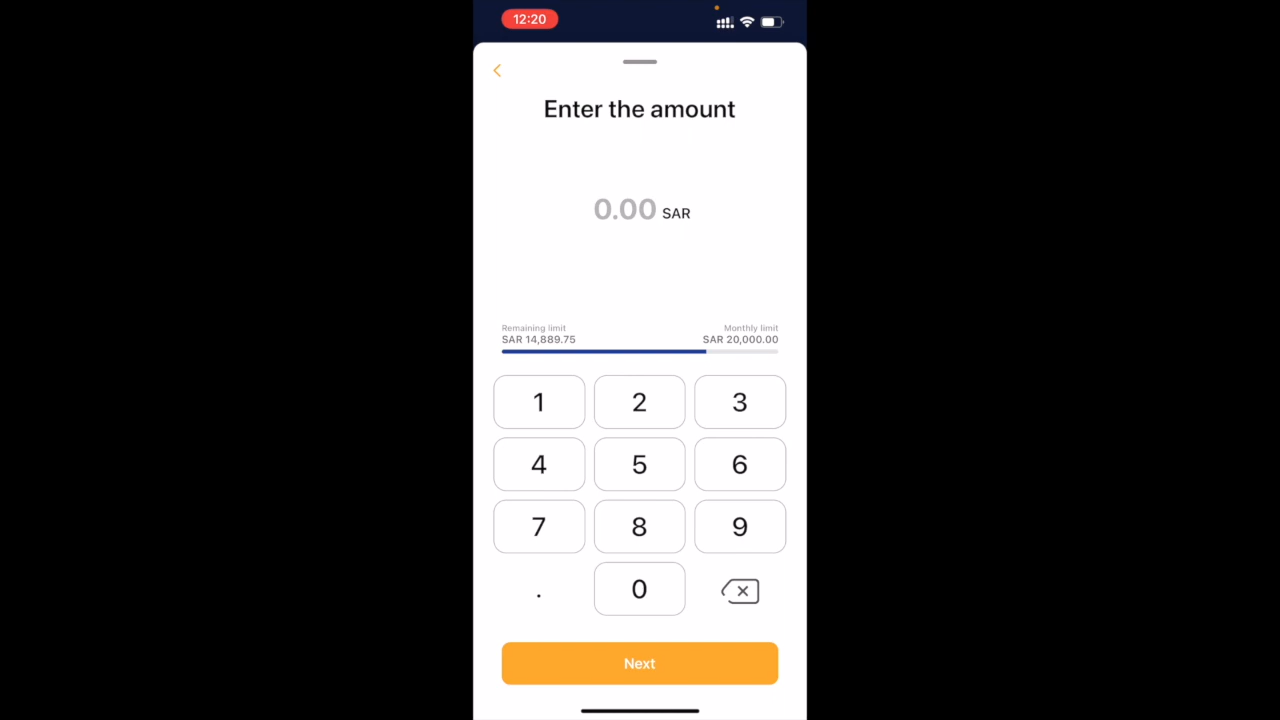 12:20
Enter the amount
0.00 SAR
Remaining limit
Monthly limit
SAR 14,889.75
SAR 20,000.00
1 2 3
4 5 6
7 8 9
. 0
Next